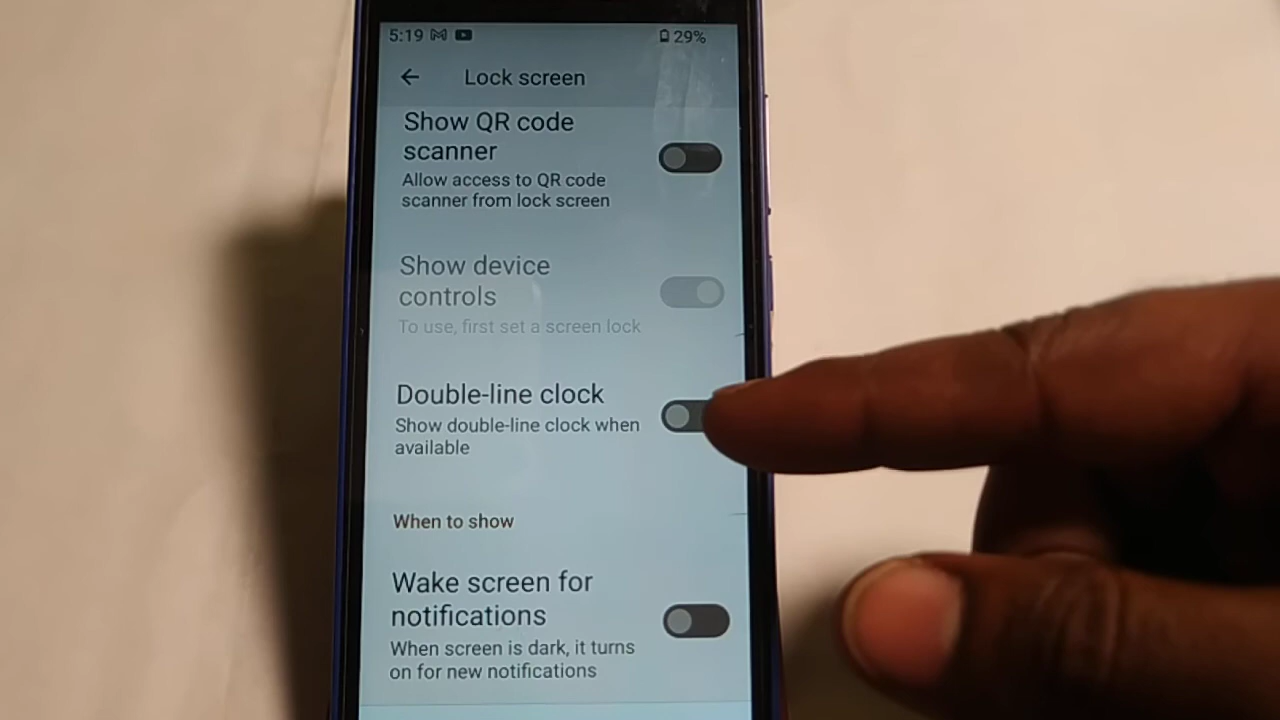 5:19 29%
Lock screen
Show QR code
scanner
Allow access to QR code
scanner from lock screen
Show device
controls
To use, first set a screen lock
Double-line clock
Show double-line clock when
available
When to show
Wake screen for
notifications
When screen is dark, it turns
on for new notifications